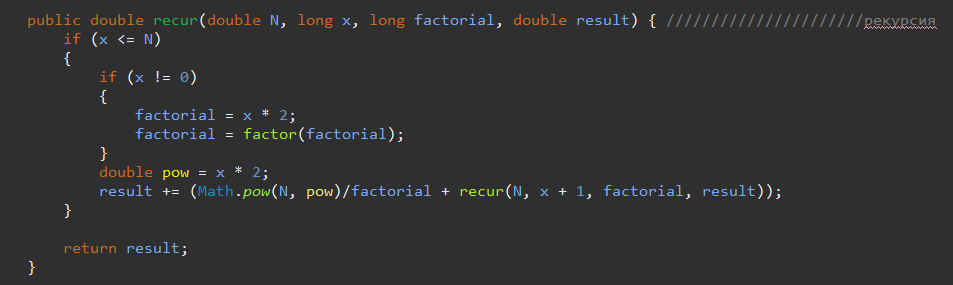 public double recur(double N, long x, long factorial, double result) { //////////////////////рекурсия
if (x <= N)
{
if (x != 0)
{
factorial = x * 2;
factorial = factor(factorial);
}
double pow = x * 2;
result += (Math.pow(N, pow)/factorial + recur(N, x + 1, factorial, result));
}
return result;
}